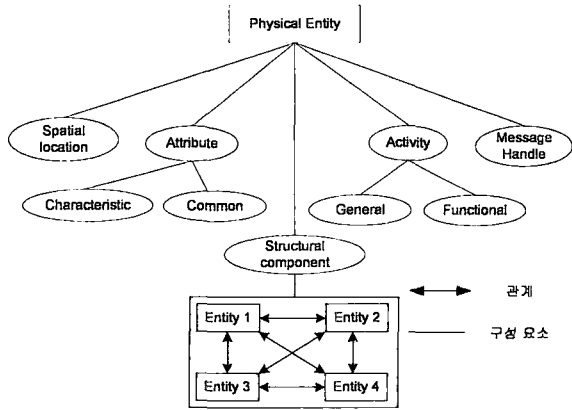 Physical Entity
Spatial
location
Attribute
Activity
Message
Handle
Characteristic
Common
General
Functional
Structural
component
관계
Entity 1
Entity 2
구성 요소
Entity 3
Entity 4